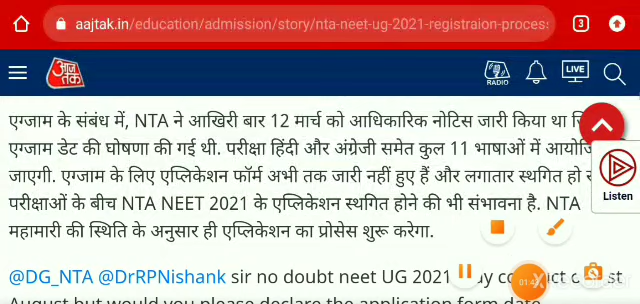 aajtak.in/education/admission/story/nta-neet-ug-2021-registraion-process
3
आज तक
RADIO
LIVE
एग्जाम के संबंध में, NTA ने आखिरी बार 12 मार्च को आधिकारिक नोटिस जारी किया था
एग्जाम डेट की घोषणा की गई थी. परीक्षा हिंदी और अंग्रेजी समेत कुल 11 भाषाओं में
जाएगी. एग्जाम के लिए एप्लिकेशन फॉर्म अभी तक जारी नहीं हुए हैं और लगातार स्थगित हो
Listen
परीक्षाओं के बीच NTA NEET 2021 के एप्लिकेशन स्थगित होने की भी संभावना है. NTA
महामारी की स्थिति के अनुसार ही एप्लिकेशन का प्रोसेस शुरू करेगा.
@DG_NTA @DrRPNishank sir no doubt neet UG 2021
August but would you please declare the application form date